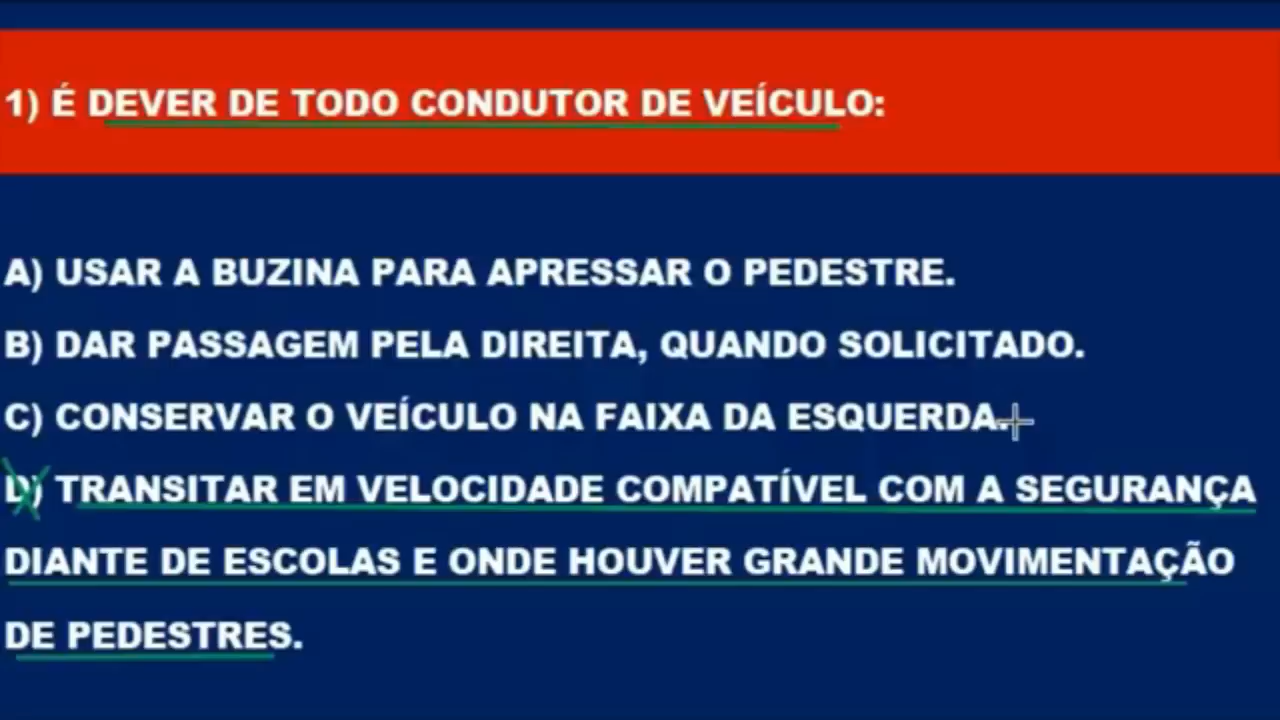 1) É DEVER DE TODO CONDUTOR DE VEÍCULO:
A) USAR A BUZINA PARA APRESSAR O PEDESTRE.
B) DAR PASSAGEM PELA DIREITA, QUANDO SOLICITADO.
C) CONSERVAR O VEÍCULO NA FAIXA DA ESQUERDA.
D) TRANSITAR EM VELOCIDADE COMPATÍVEL COM A SEGURANÇA
DIANTE DE ESCOLAS E ONDE HOUVER GRANDE MOVIMENTAÇÃO
DE PEDESTRES.